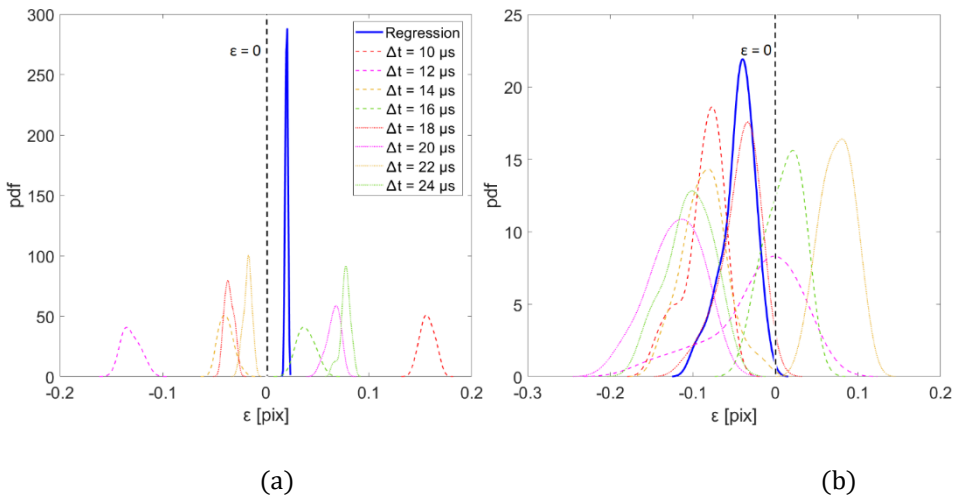 300
250
200
150
100
50
0
pdf
-0.2
-0.1
0
0.1
0.2
ε [pix]
ε = 0
Regression
Δt = 10 μs
Δt = 12 μs
Δt = 14 μs
Δt = 16 μs
Δt = 18 μs
Δt = 20 μs
Δt = 22 μs
Δt = 24 μs
(a)
25
20
15
10
5
0
pdf
-0.3
-0.2
-0.1
0
0.1
0.2
ε [pix]
ε = 0
(b)